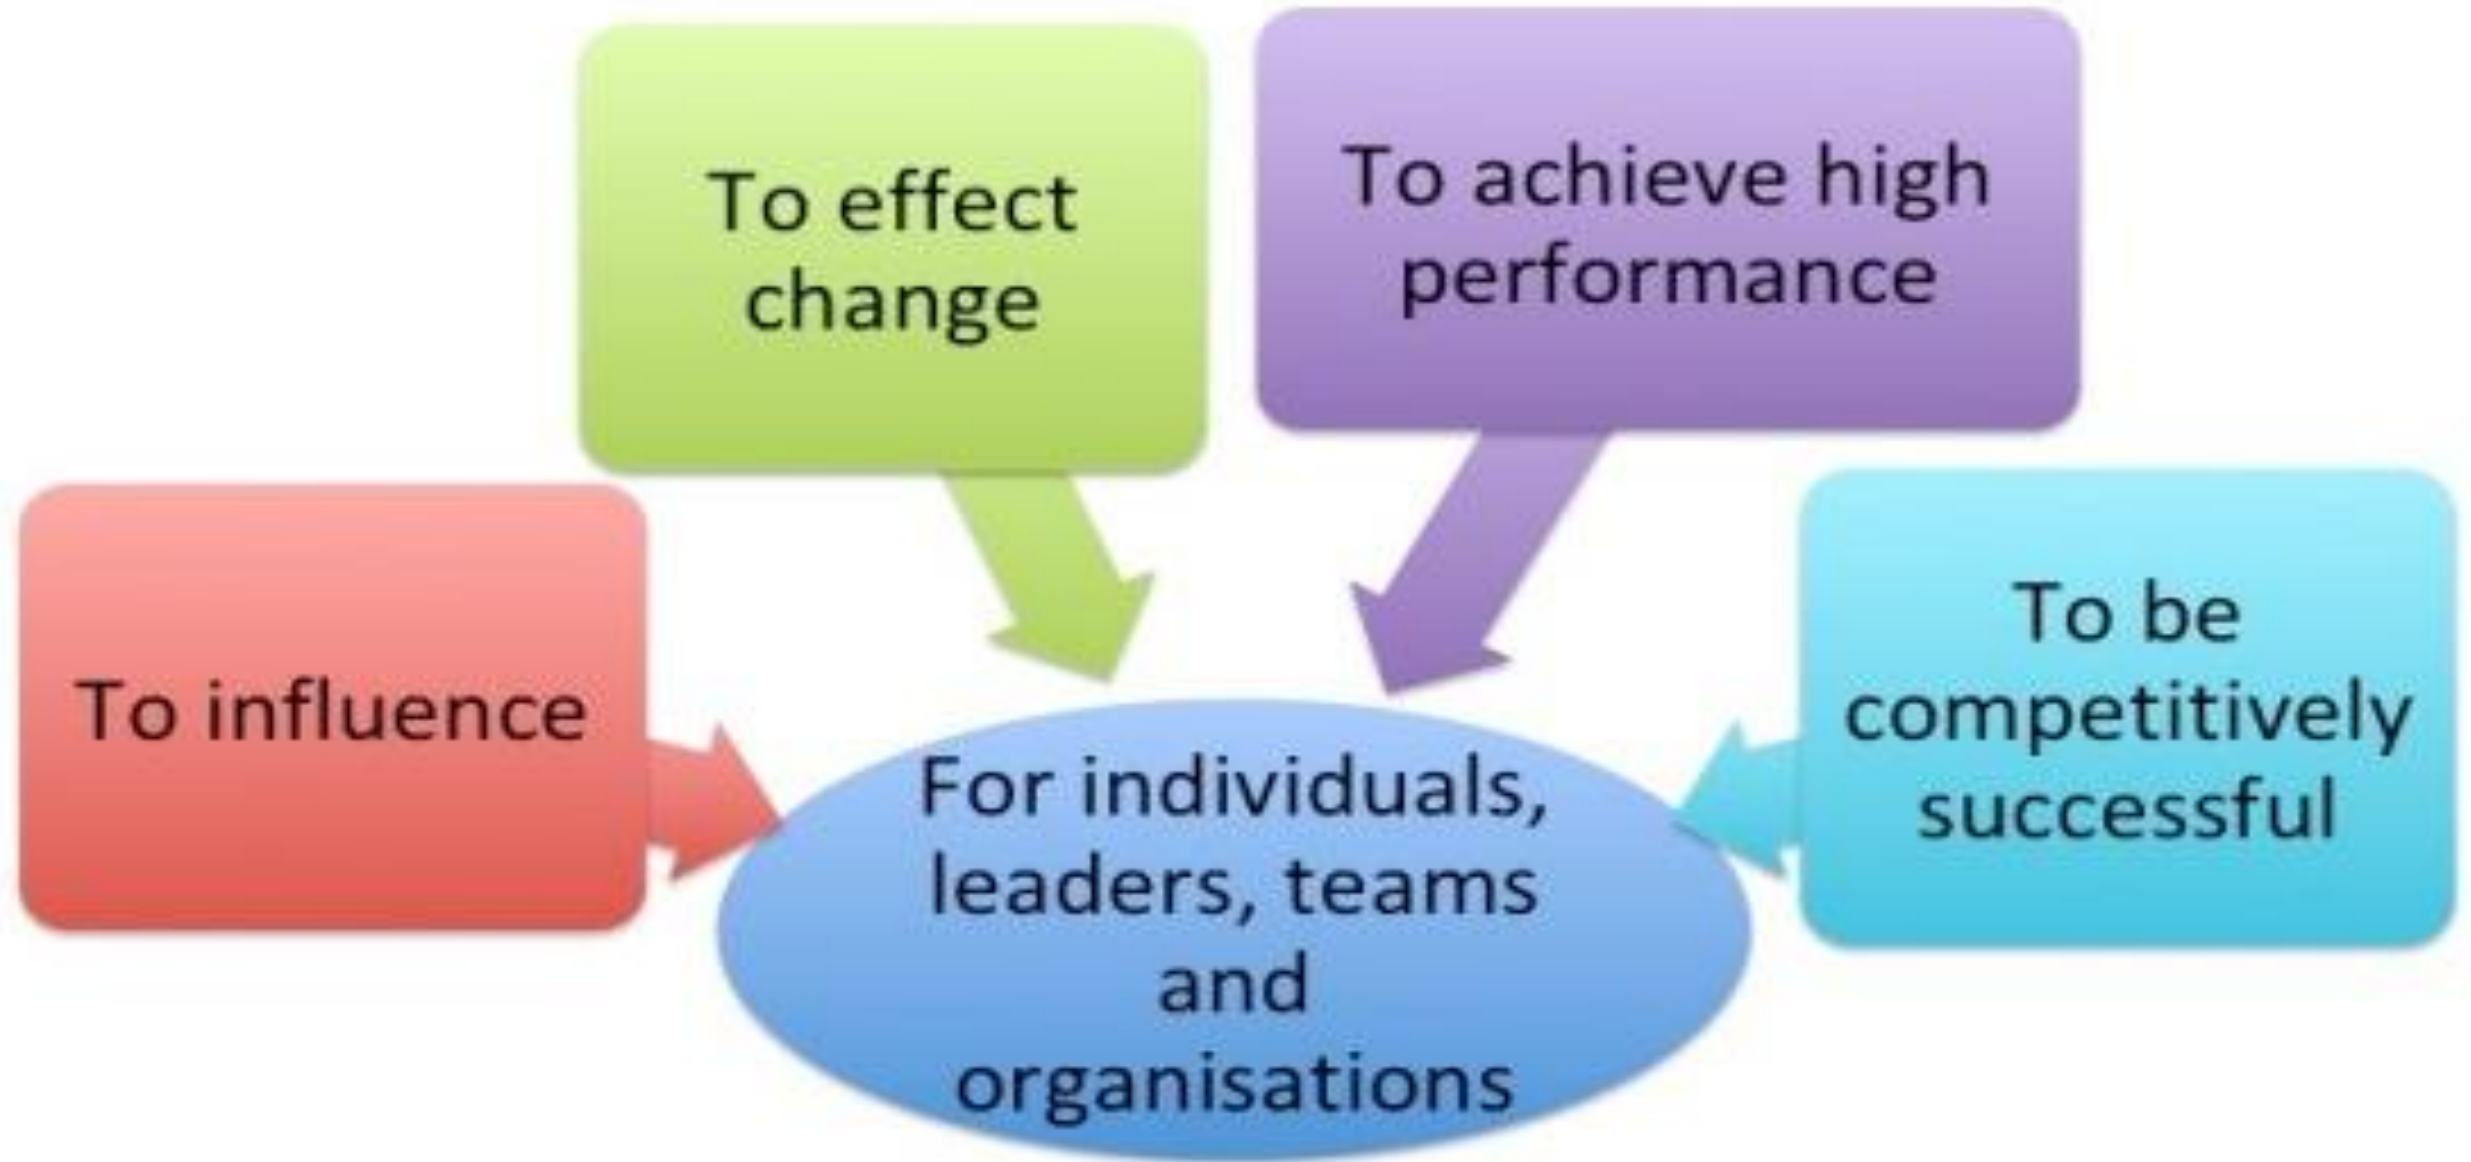 To effect
change
To achieve high
performance
To influence
To be
competitively
successful
For individuals,
leaders, teams
and
organisations